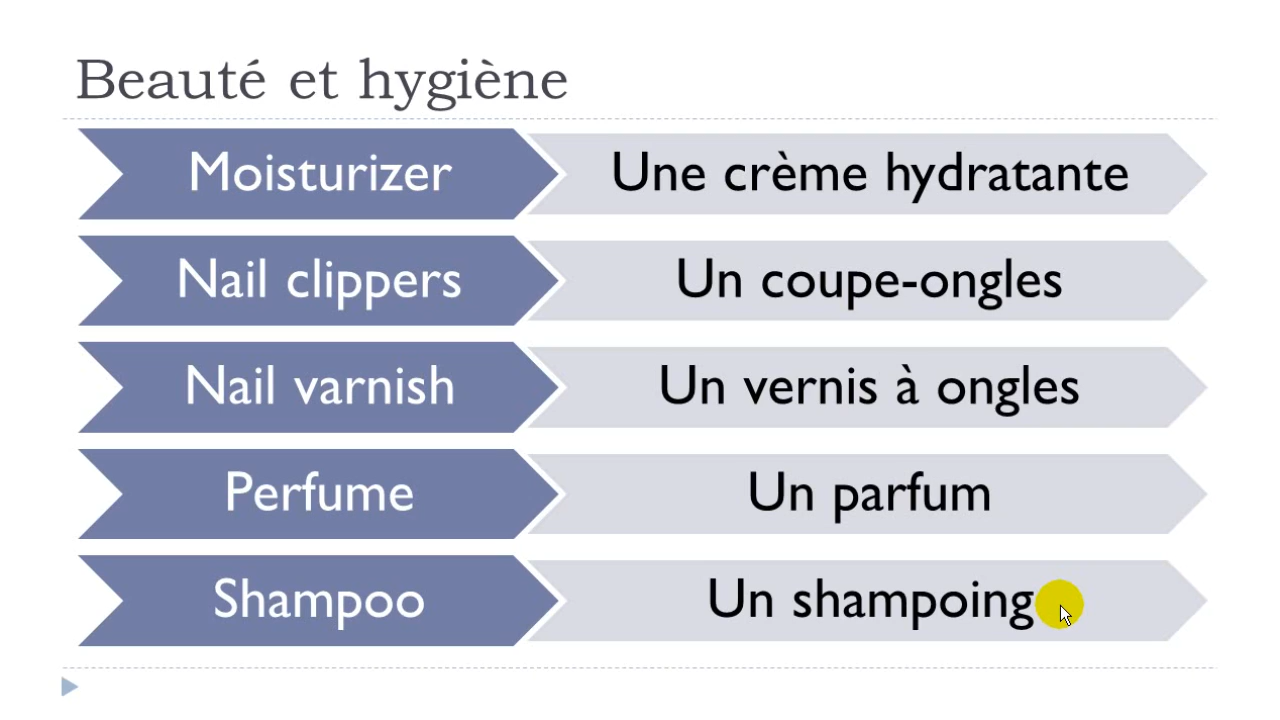 Beauté et hygiène
Moisturizer
Une crème hydratante
Nail clippers
Un coupe-ongles
Nail varnish
Un vernis à ongles
Perfume
Un parfum
Shampoo
Un shampoing